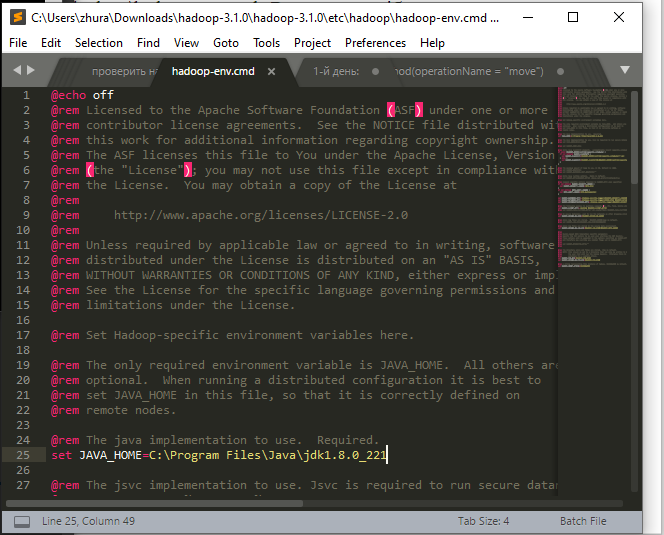 C:\Users\zhura\Downloads\hadoop-3.1.0\hadoop-3.1.0\etc\hadoop\hadoop-env.cmd ...
File Edit Selection Find View Goto Tools Project Preferences Help
проверить на hadoop-env.cmd × 1-й день: nod(operationName = "move")
1 @echo off
2 @rem Licensed to the Apache Software Foundation (ASF) under one or more
3 @rem contributor license agreements. See the NOTICE file distributed wit
4 @rem this work for additional information regarding copyright ownership.
5 @rem The ASF licenses this file to You under the Apache License, Version
6 @rem (the "License"); you may not use this file except in compliance wit
7 @rem the License. You may obtain a copy of the License at
8 @rem
9 @rem http://www.apache.org/licenses/LICENSE-2.0
10 @rem
11 @rem Unless required by applicable law or agreed to in writing, software
12 @rem distributed under the License is distributed on an "AS IS" BASIS,
13 @rem WITHOUT WARRANTIES OR CONDITIONS OF ANY KIND, either express or impl
14 @rem See the License for the specific language governing permissions and
15 @rem limitations under the License.
16
17 @rem Set Hadoop-specific environment variables here.
18
19 @rem The only required environment variable is JAVA_HOME. All others are
20 @rem optional. When running a distributed configuration it is best to
21 @rem set JAVA_HOME in this file, so that it is correctly defined on
22 @rem remote nodes.
23
24 @rem The java implementation to use. Required.
25 set JAVA_HOME=C:\Program Files\Java\jdk1.8.0_221
26
27 @rem The jsvc implementation to use. Jsvc is required to run secure datan
Line 25, Column 49 Tab Size: 4 Batch File